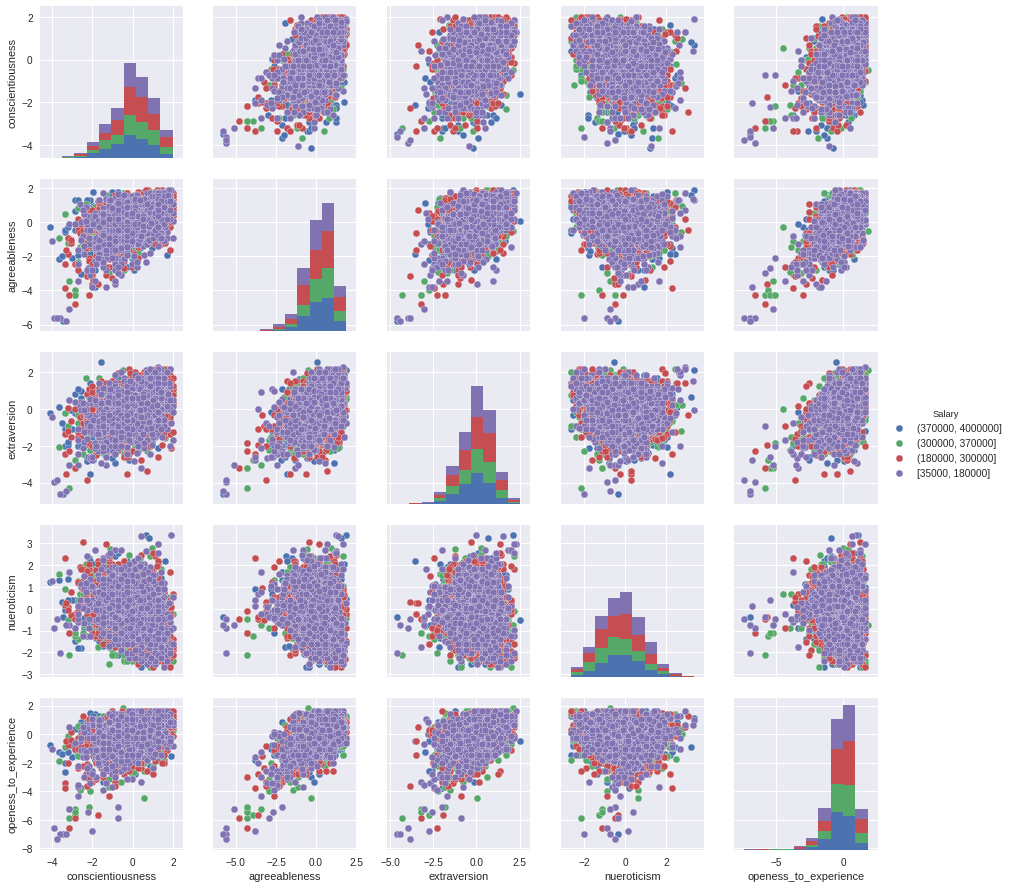 conscientiousness
2
0
−2
−4
agreeableness
2
0
−2
−4
−6
extraversion
2
0
−2
−4
Salary
(370000, 4000000]
(300000, 370000]
(180000, 300000]
[35000, 180000]
nueroticism
3
2
1
0
−1
−2
−3
openess_to_experience
2
0
−2
−4
−6
−8
−4 −2 0 2
−5.0 −2.5 0.0 2.5
−5.0 −2.5 0.0 2.5
−2 0 2
−5 0
conscientiousness agreeableness extraversion nueroticism openess_to_experience